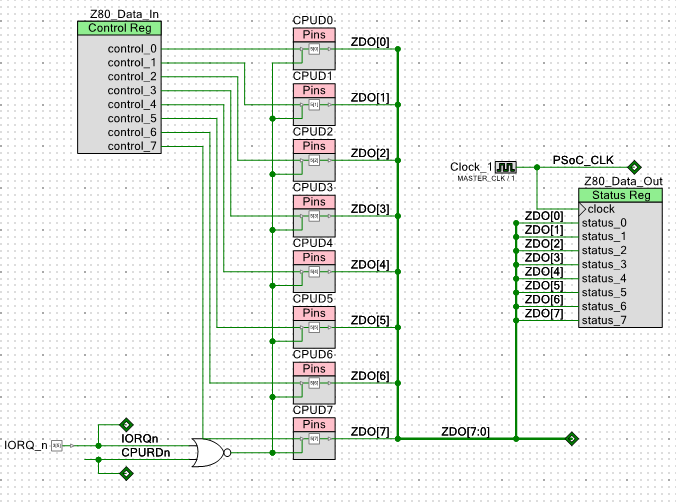 Z80_Data_In
Control Reg
control_0
control_1
control_2
control_3
control_4
control_5
control_6
control_7
CPUD0
Pins
ZDO[0]
CPUD1
Pins
ZDO[1]
CPUD2
Pins
ZDO[2]
CPUD3
Pins
ZDO[3]
CPUD4
Pins
ZDO[4]
CPUD5
Pins
ZDO[5]
CPUD6
Pins
ZDO[6]
CPUD7
Pins
ZDO[7]
IORQ_n
IORQn
CPURDn
ZDO[7:0]
Clock_1
MASTER_CLK / 1
PSoC_CLK
Z80_Data_Out
Status Reg
clock
ZDO[0] status_0
ZDO[1] status_1
ZDO[2] status_2
ZDO[3] status_3
ZDO[4] status_4
ZDO[5] status_5
ZDO[6] status_6
ZDO[7] status_7